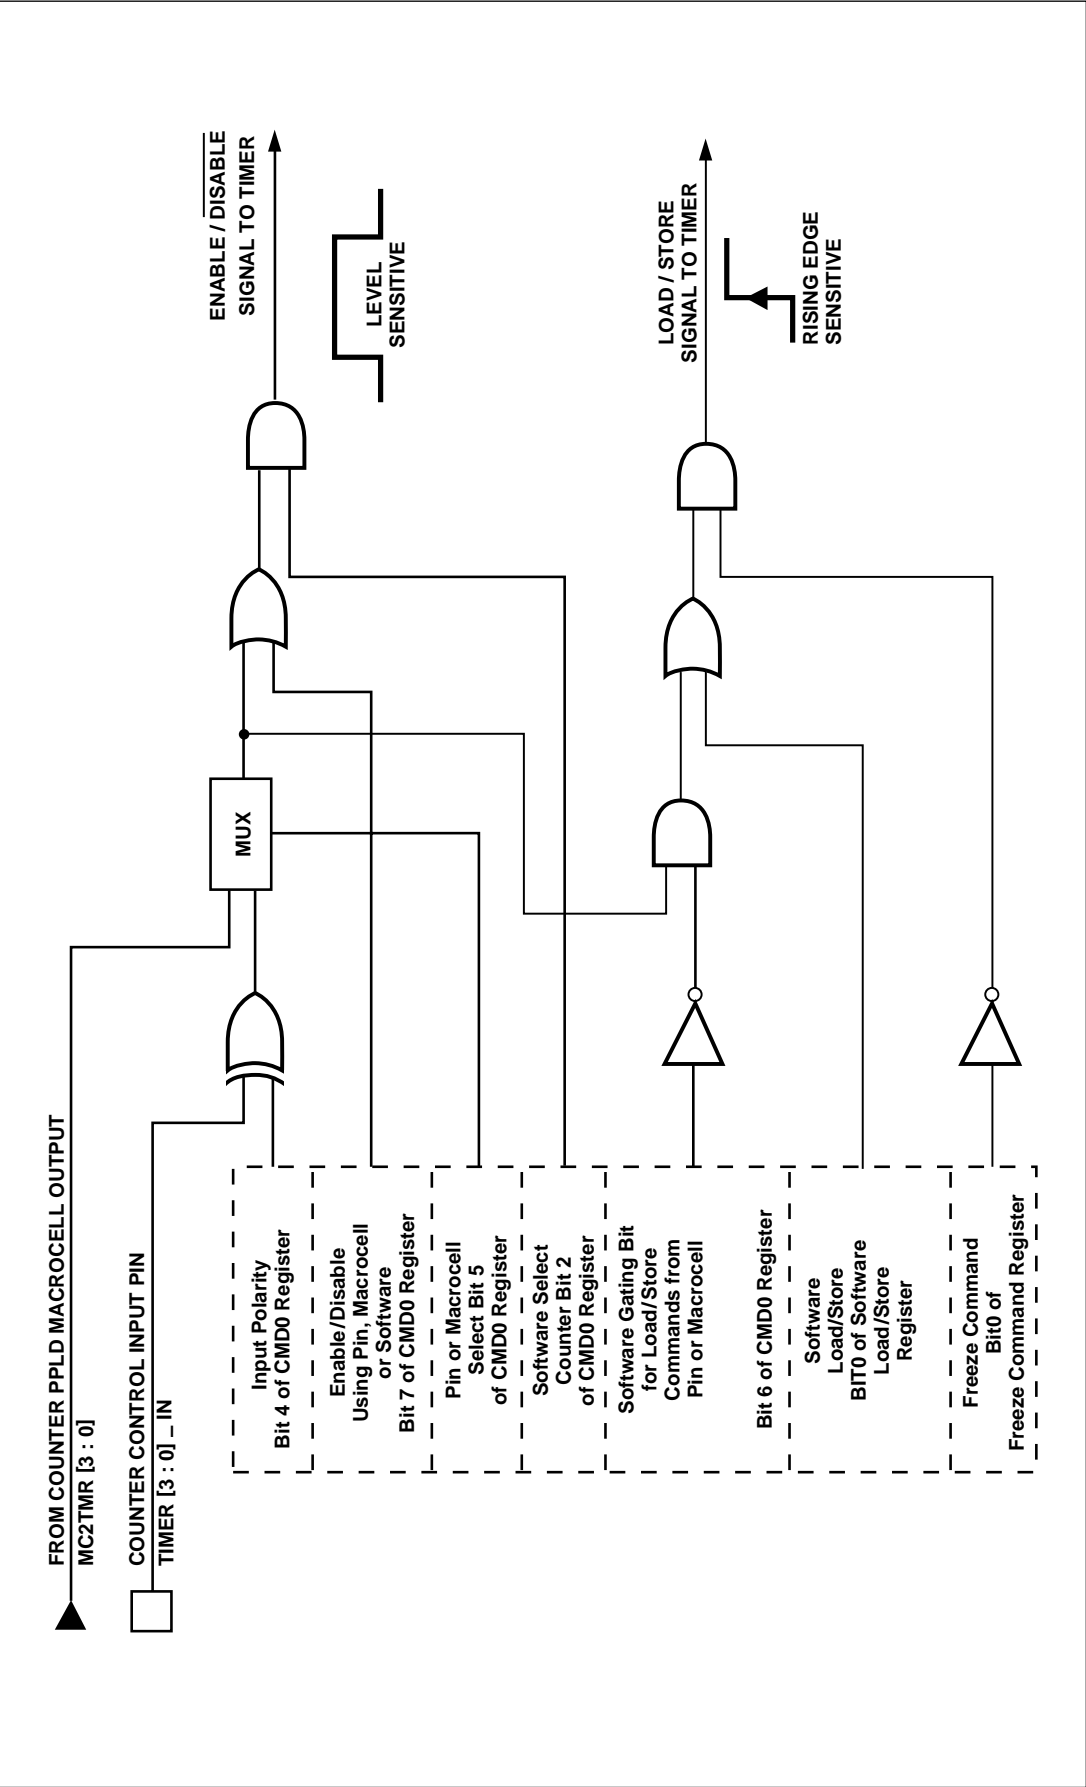 FROM COUNTER PPLD MACROCELL OUTPUT
MC2TMR [3 : 0]
COUNTER CONTROL INPUT PIN
TIMER [3 : 0] _ IN
Input Polarity
Bit 4 of CMD0 Register
Enable/Disable
Using Pin, Macrocell
or Software
Bit 7 of CMD0 Register
Pin or Macrocell
Select Bit 5
of CMD0 Register
Software Select
Counter Bit 2
of CMD0 Register
Software Gating Bit
for Load/Store
Commands from
Pin or Macrocell
Bit 6 of CMD0 Register
Software
Load/Store
BIT0 of Software
Load/Store
Register
Freeze Command
Bit0 of
Freeze Command Register
MUX
ENABLE / DISABLE
SIGNAL TO TIMER
LEVEL
SENSITIVE
LOAD / STORE
SIGNAL TO TIMER
RISING EDGE
SENSITIVE